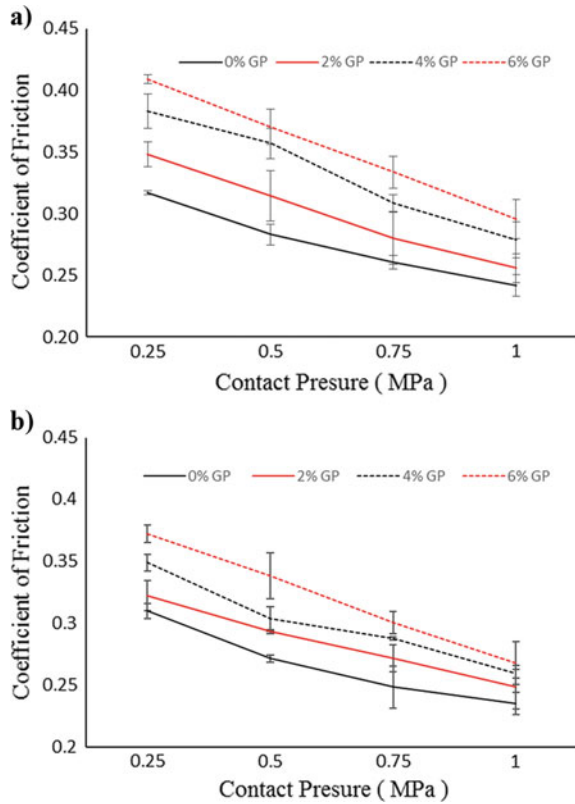 a)
0.45
0% GP 2% GP 4% GP 6% GP
0.40
0.35
0.30
0.25
0.20
Coefficient of Friction
0.25 0.5 0.75 1
Contact Presure ( MPa )
b)
0.45
0% GP 2% GP 4% GP 6% GP
0.4
0.35
0.3
0.25
0.2
Coefficient of Friction
0.25 0.5 0.75 1
Contact Presure ( MPa )